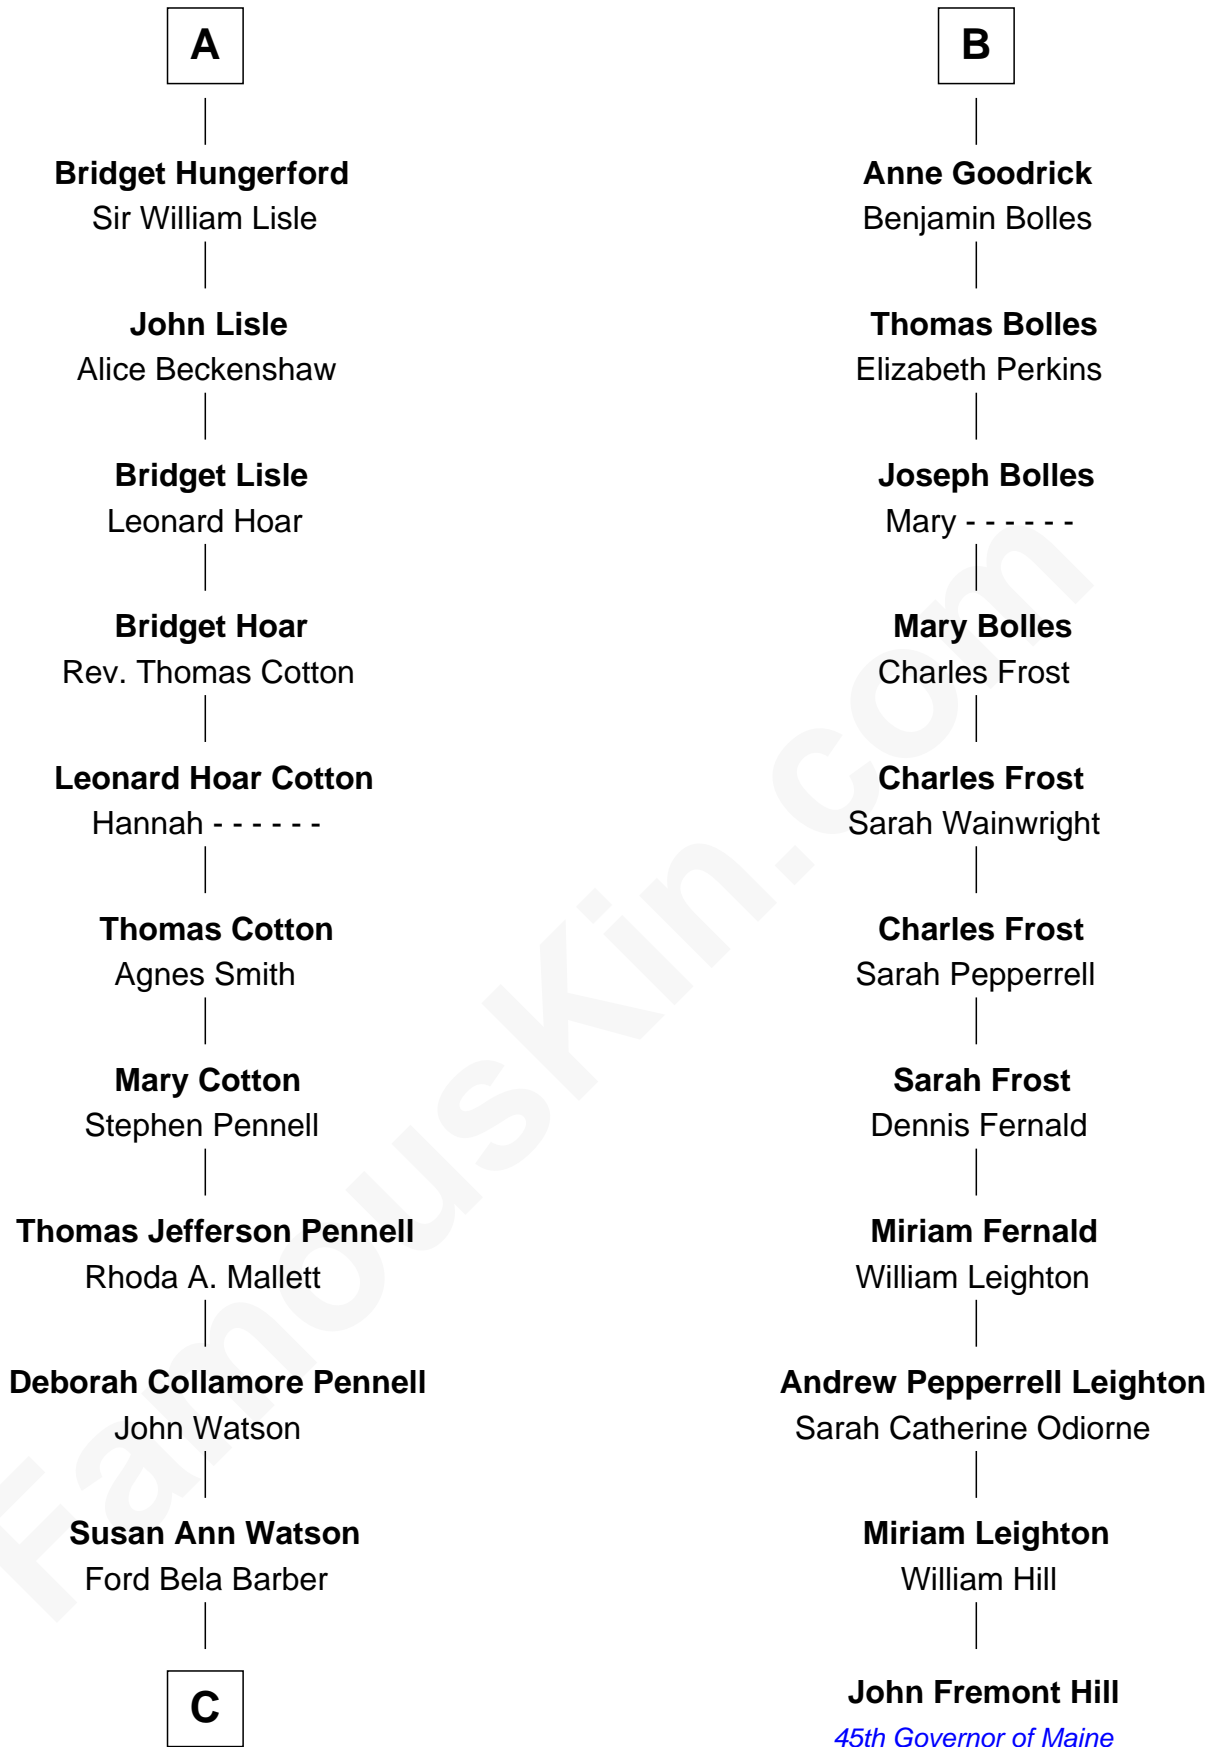 A
Bridget Hungerford
Sir William Lisle
John Lisle
Alice Beckenshaw
Bridget Lisle
Leonard Hoar
Bridget Hoar
Rev. Thomas Cotton
Leonard Hoar Cotton
Hannah - - - - - -
Thomas Cotton
Agnes Smith
Mary Cotton
Stephen Pennell
Thomas Jefferson Pennell
Rhoda A. Mallett
Deborah Collamore Pennell
John Watson
Susan Ann Watson
Ford Bela Barber
C
B
Anne Goodrick
Benjamin Bolles
Thomas Bolles
Elizabeth Perkins
Joseph Bolles
Mary - - - - - -
Mary Bolles
Charles Frost
Charles Frost
Sarah Wainwright
Charles Frost
Sarah Pepperrell
Sarah Frost
Dennis Fernald
Miriam Fernald
William Leighton
Andrew Pepperrell Leighton
Sarah Catherine Odiorne
Miriam Leighton
William Hill
John Fremont Hill
45th Governor of Maine
FamousKin.com